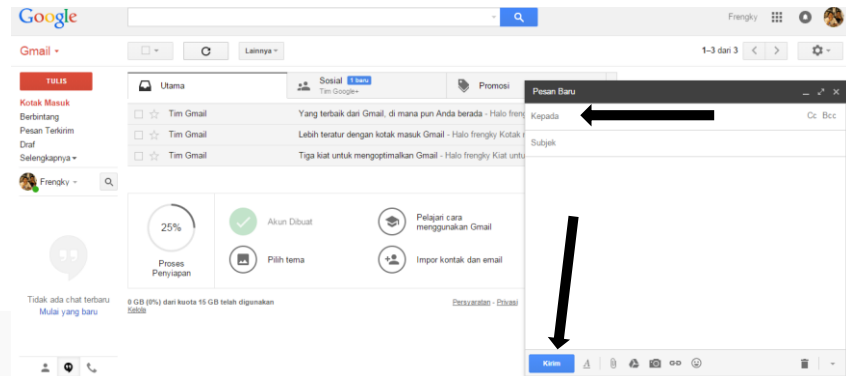 Google
Frengky
Gmail
Lainnya
1–3 dari 3
TULIS
Kotak Masuk
Berbintang
Pesan Terkirim
Draf
Selengkapnya
Frengky
Tidak ada chat terbaru
Mulai yang baru
Utama
Sosial 1 baru
Tim Google+
Promosi
Tim Gmail Yang terbaik dari Gmail, di mana pun Anda berada - Halo freng
Tim Gmail Lebih teratur dengan kotak masuk Gmail - Halo frengky Kotak
Tim Gmail Tiga kiat untuk mengoptimalkan Gmail - Halo frengky Kiat untu
25%
Proses
Penyiapan
Akun Dibuat
Pelajari cara
menggunakan Gmail
Pilih tema
Impor kontak dan email
0 GB (0%) dari kuota 15 GB telah digunakan
Kelola
Persyaratan - Privasi
Pesan Baru
Kepada
Cc Bcc
Subjek
Kirim